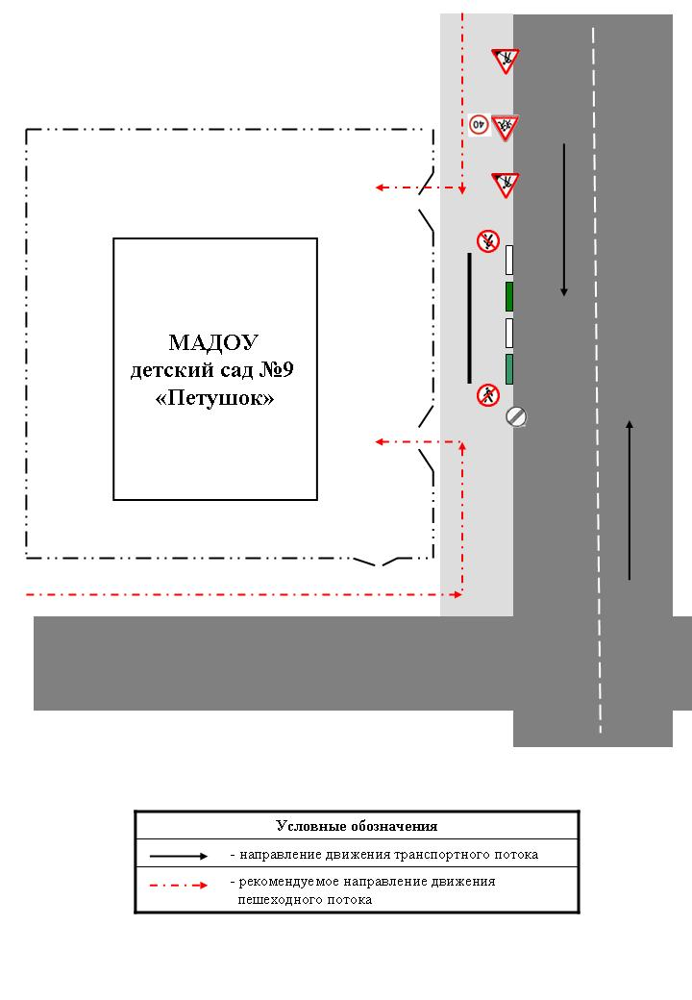 40
МАДОУ
детский сад №9
«Петушок»
Условные обозначения
- направление движения транспортного потока
- рекомендуемое направление движения
пешеходного потока